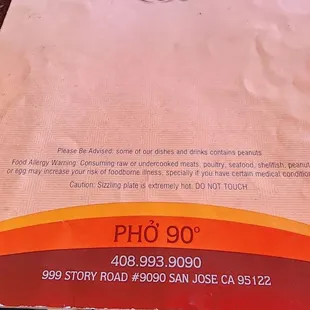 Please Be Advised: some of our dishes and drinks contains peanuts
Food Allergy Warning: Consuming raw or undercooked meats, poultry, seafood, shellfish, peanut
or egg may increase your risk of foodborne illness, specially if you have certain medical condition
Caution: Sizzling plate is extremely hot. DO NOT TOUCH.
PHỞ 90°
408.993.9090
999 STORY ROAD #9090 SAN JOSE CA 95122